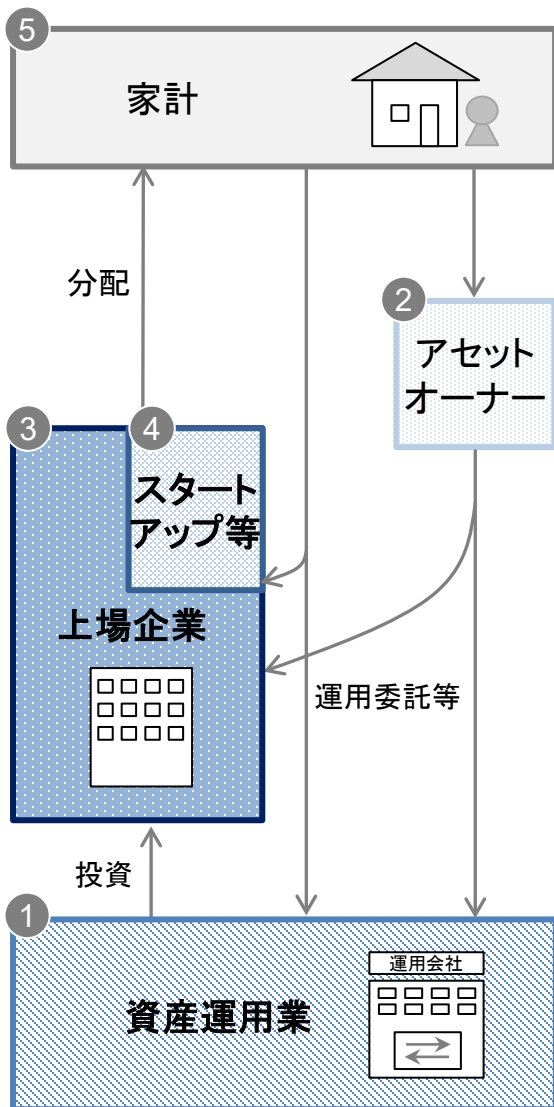 5
家計
分配
2
アセット
オーナー
3
4
スタート
アップ等
上場企業
運用委託等
投資
1
運用会社
資産運用業